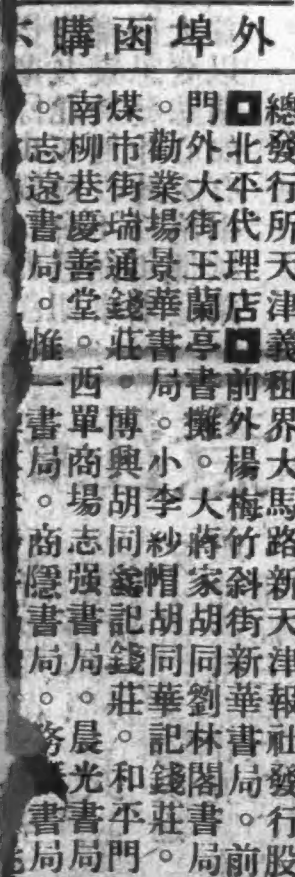 外埠函購
總發行所天津義租界大馬路新天津報社發行股
◘北平代理店◘前外楊梅竹斜街新華書局。前
門外大街王蘭亭書攤。大蔣家胡同劉林閣書局
。勸業場景華書局。小李紗帽胡同華記錢莊。
煤市街瑞通錢莊。博興胡同鑫記錢莊。和平門
南柳巷慶善堂。西單商場志强書局。晨光書局
。志遠書局。惟一書局。商隱書局。書局